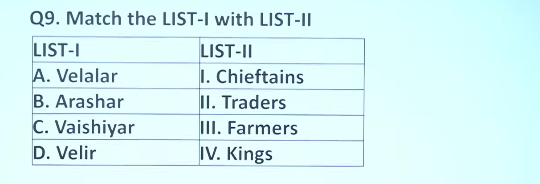 Q9. Match the LIST-I with LIST-II
LIST-I LIST-II
A. Velalar I. Chieftains
B. Arashar II. Traders
C. Vaishiyar III. Farmers
D. Velir IV. Kings